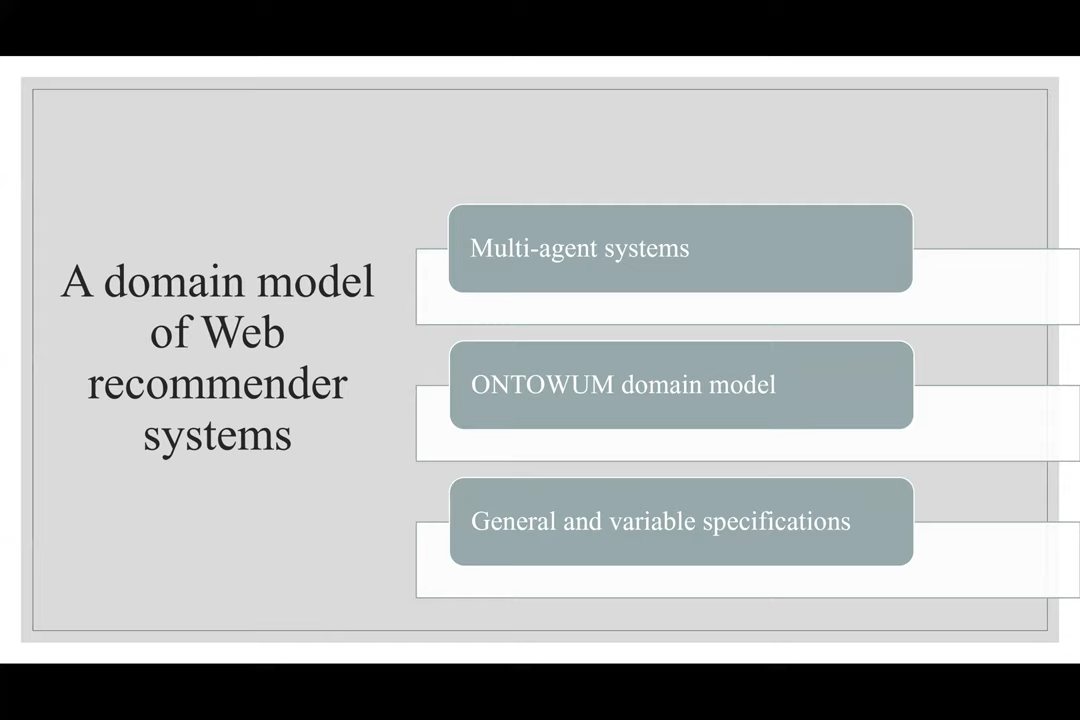 A domain model
of Web
recommender
systems
Multi-agent systems
ONTOWUM domain model
General and variable specifications